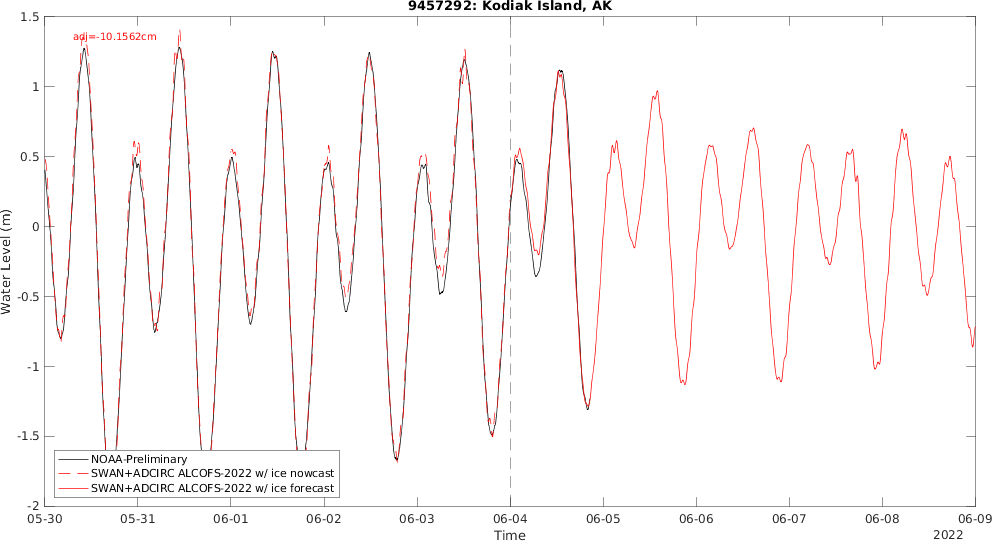 9457292: Kodiak Island, AK
adj=-10.1562cm
Water Level (m)
1.5
1
0.5
0
-0.5
-1
-1.5
-2
NOAA-Preliminary
SWAN+ADCIRC ALCOFS-2022 w/ ice nowcast
SWAN+ADCIRC ALCOFS-2022 w/ ice forecast
05-30 05-31 06-01 06-02 06-03 06-04 06-05 06-06 06-07 06-08 06-09
Time
2022